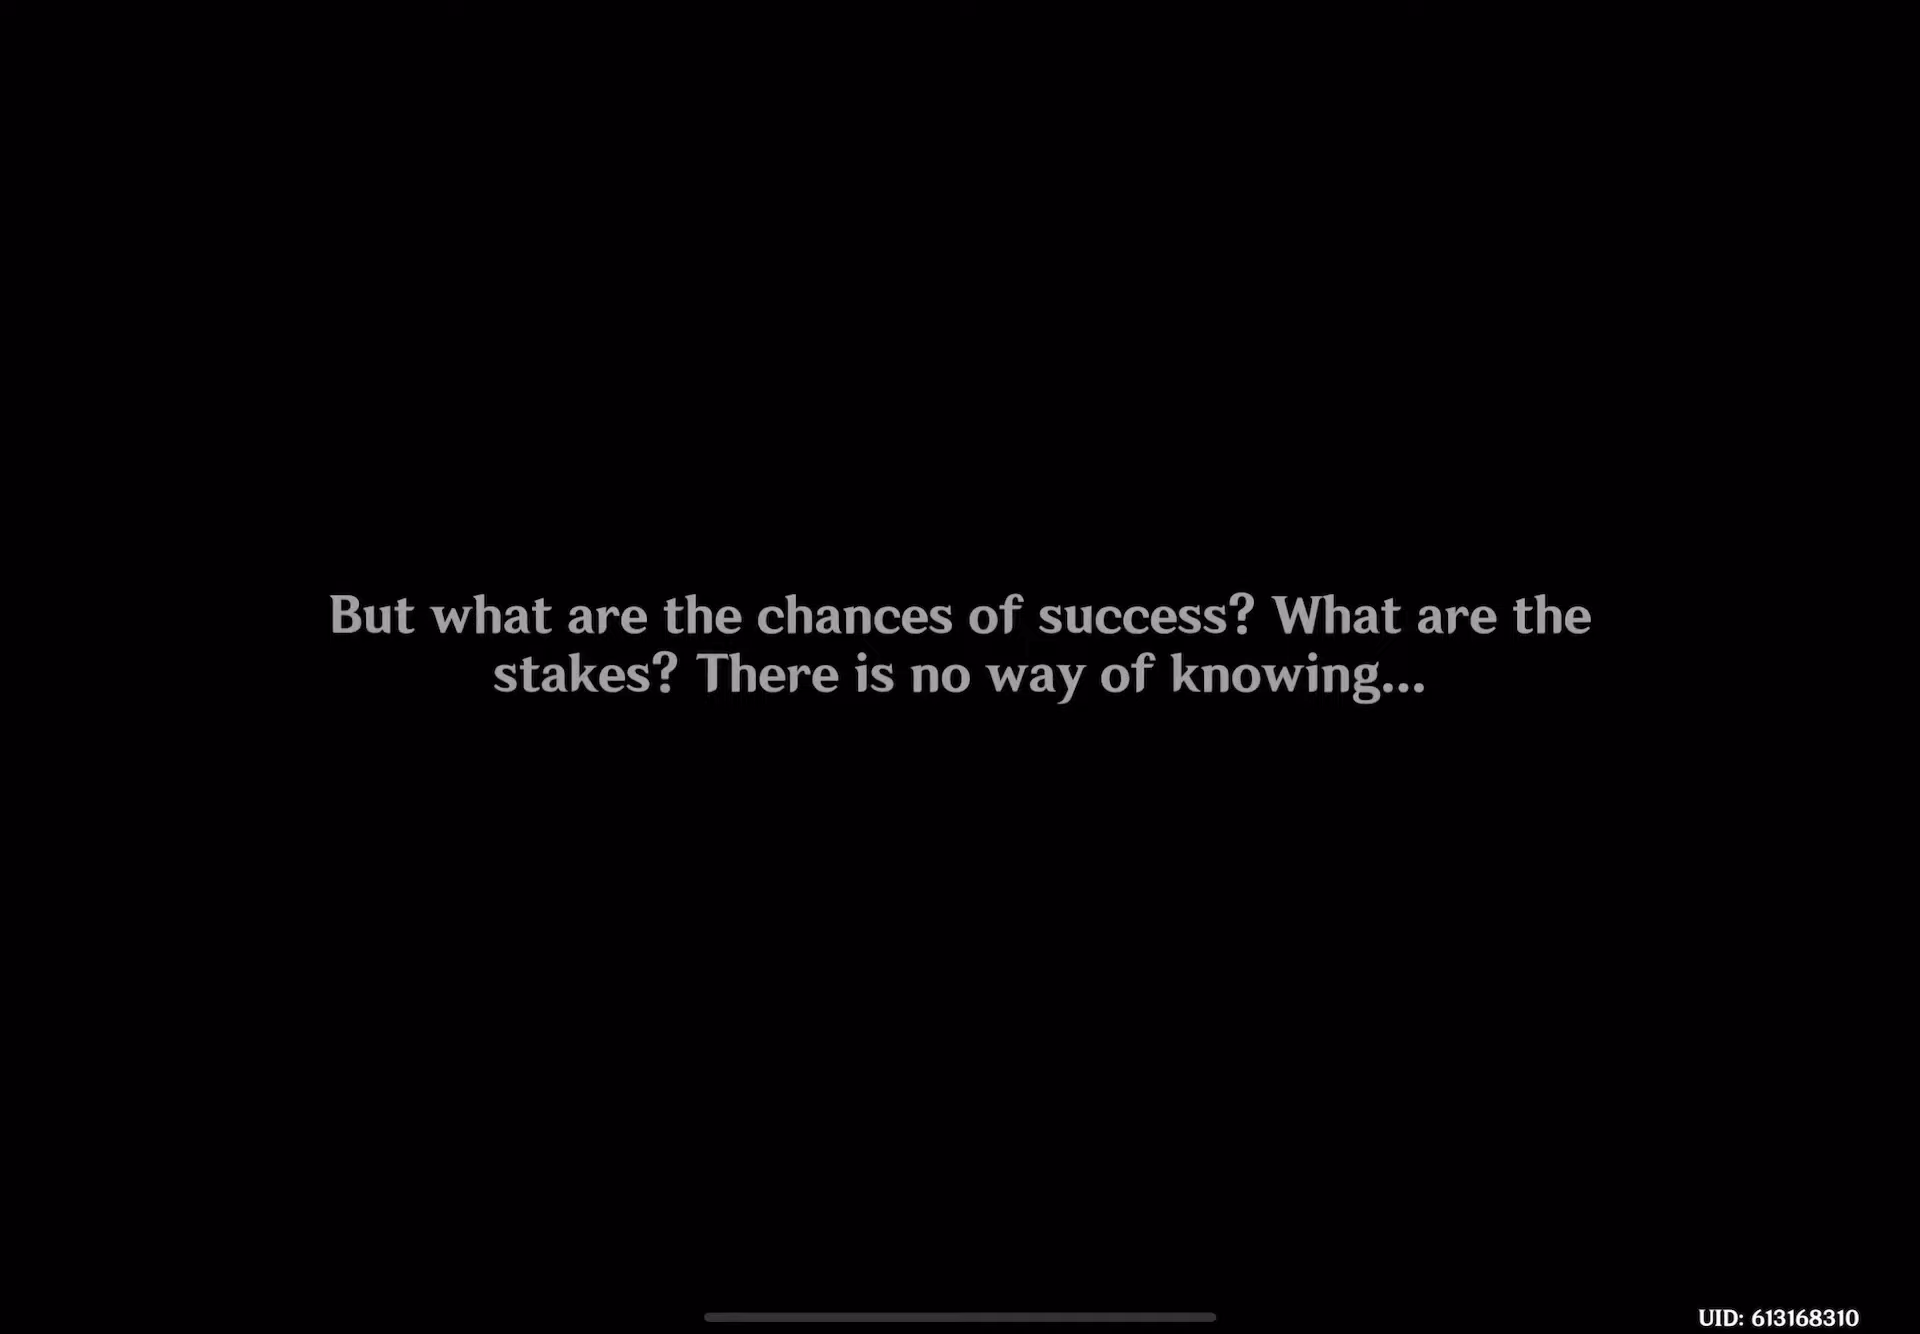 But what are the chances of success? What are the
stakes? There is no way of knowing...
UID: 613168310